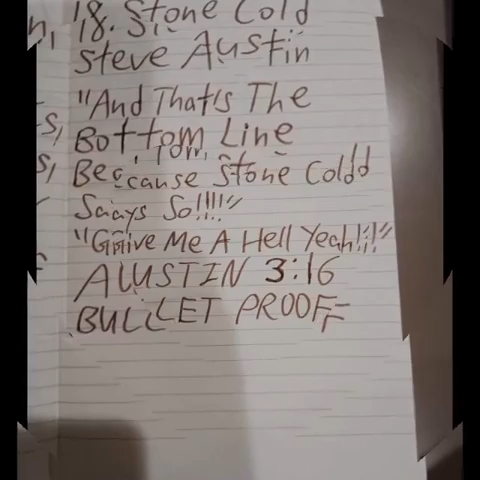 18. Stone Cold
Steve Austin
"And That's The
Bottom Line
Because Stone Cold
Says So!!!!"
"Give Me A Hell Yeah!!!"
AUSTIN 3:16
BULLET PROOF